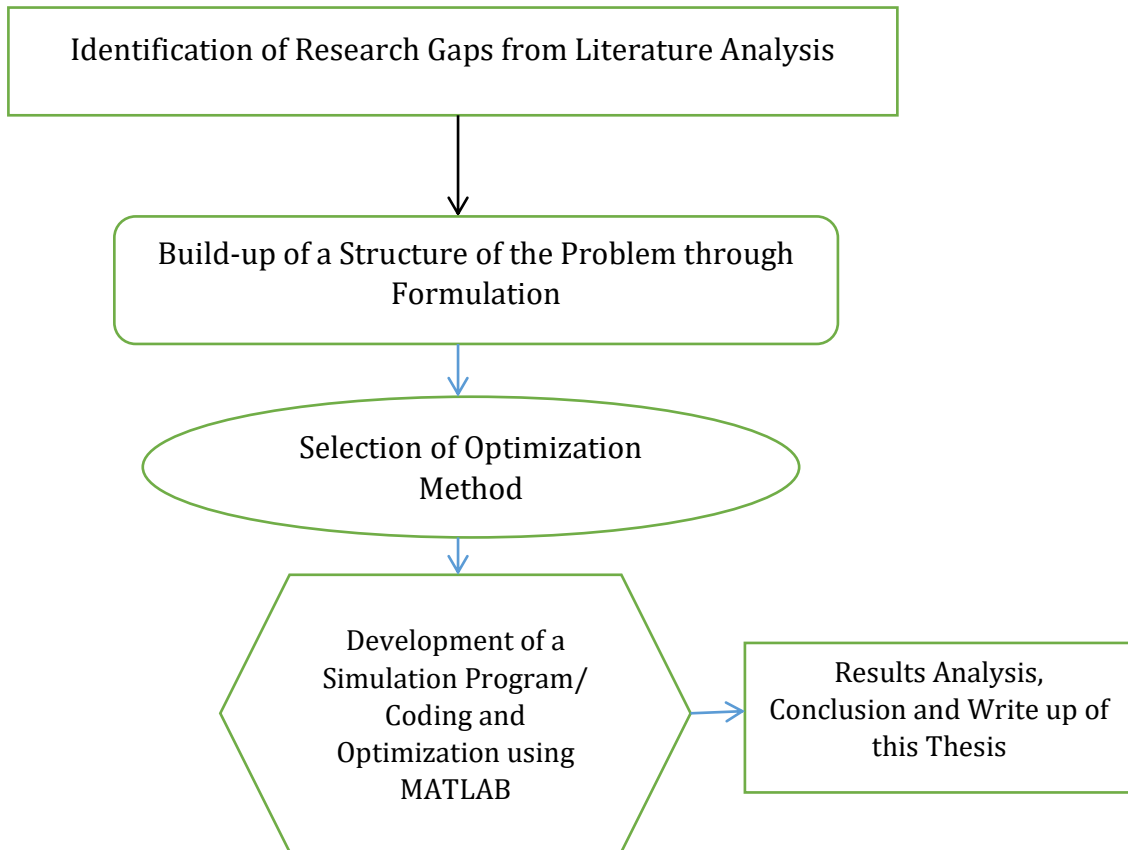 Identification of Research Gaps from Literature Analysis
Build-up of a Structure of the Problem through
Formulation
Selection of Optimization
Method
Development of a
Simulation Program/
Coding and
Optimization using
MATLAB
Results Analysis,
Conclusion and Write up of
this Thesis